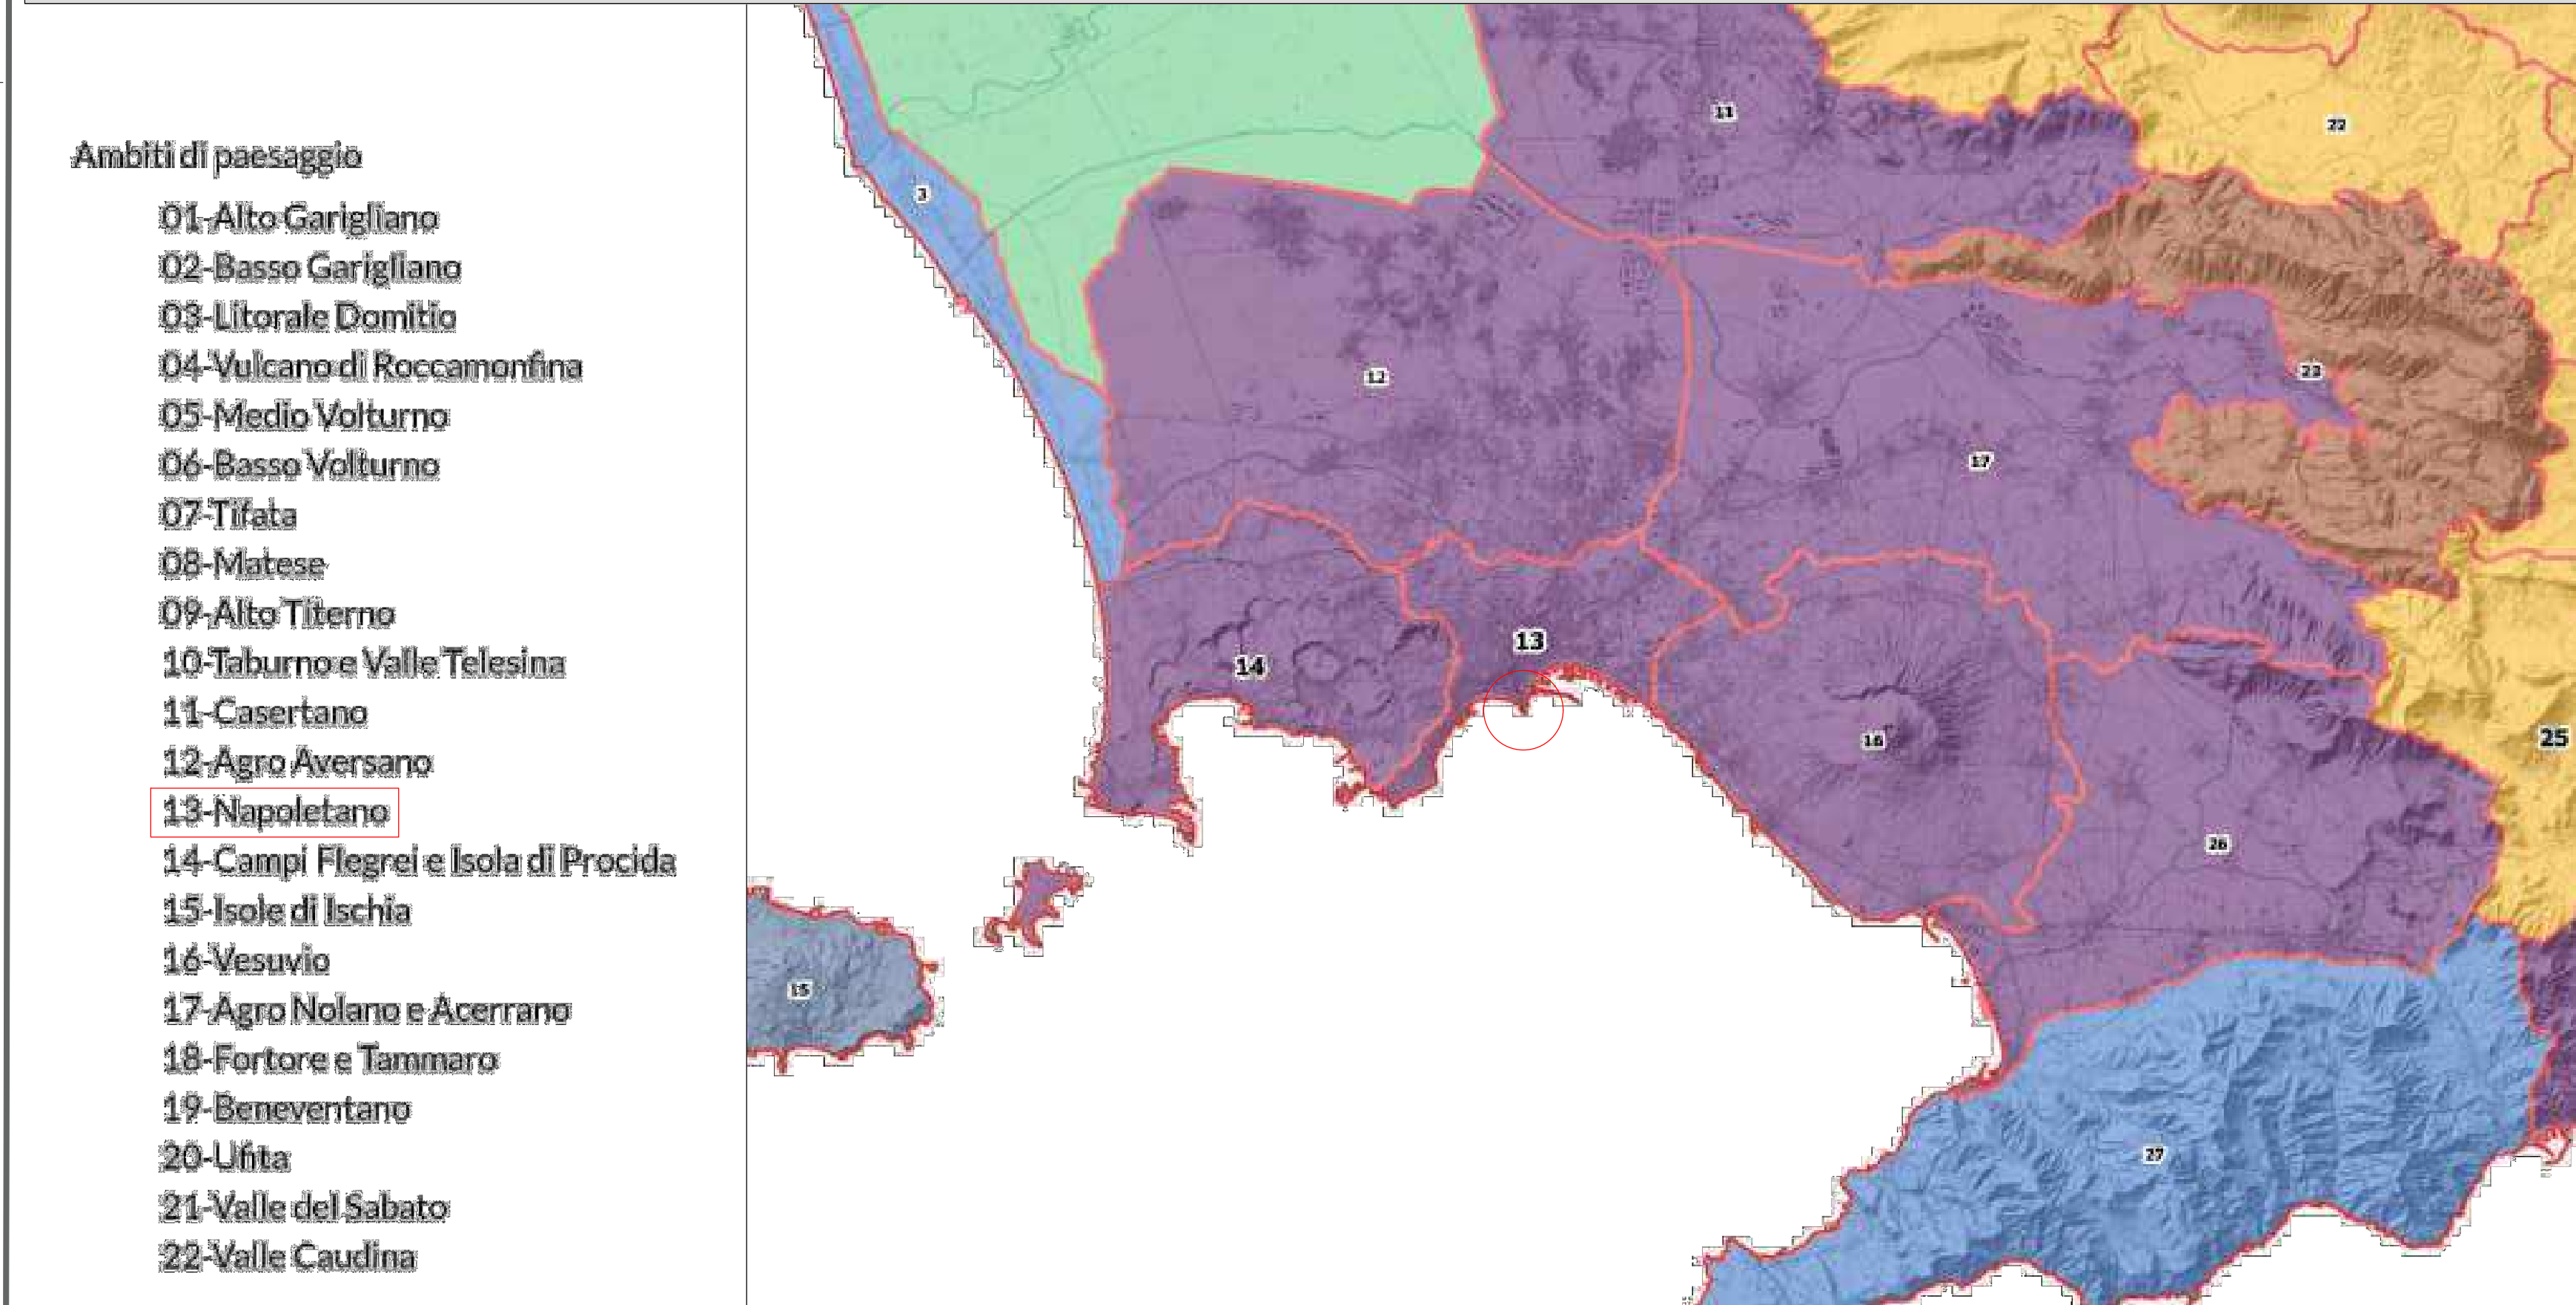 Ambiti di paesaggio
01-Alto Garigliano
02-Basso Garigliano
03-Litorale Domitio
04-Vulcano di Roccamonfina
05-Medio Volturno
06-Basso Volturno
07-Tifata
08-Matese
09-Alto Titerno
10-Taburno e Valle Telesina
11-Casertano
12-Agro Aversano
13-Napoletano
14-Campi Flegrei e Isola di Procida
15-Isole di Ischia
16-Vesuvio
17-Agro Nolano e Acerrano
18-Fortore e Tammaro
19-Beneventano
20-Ufita
21-Valle del Sabato
22-Valle Caudina
11
22
3
23
12
17
13
14
25
16
26
15
27